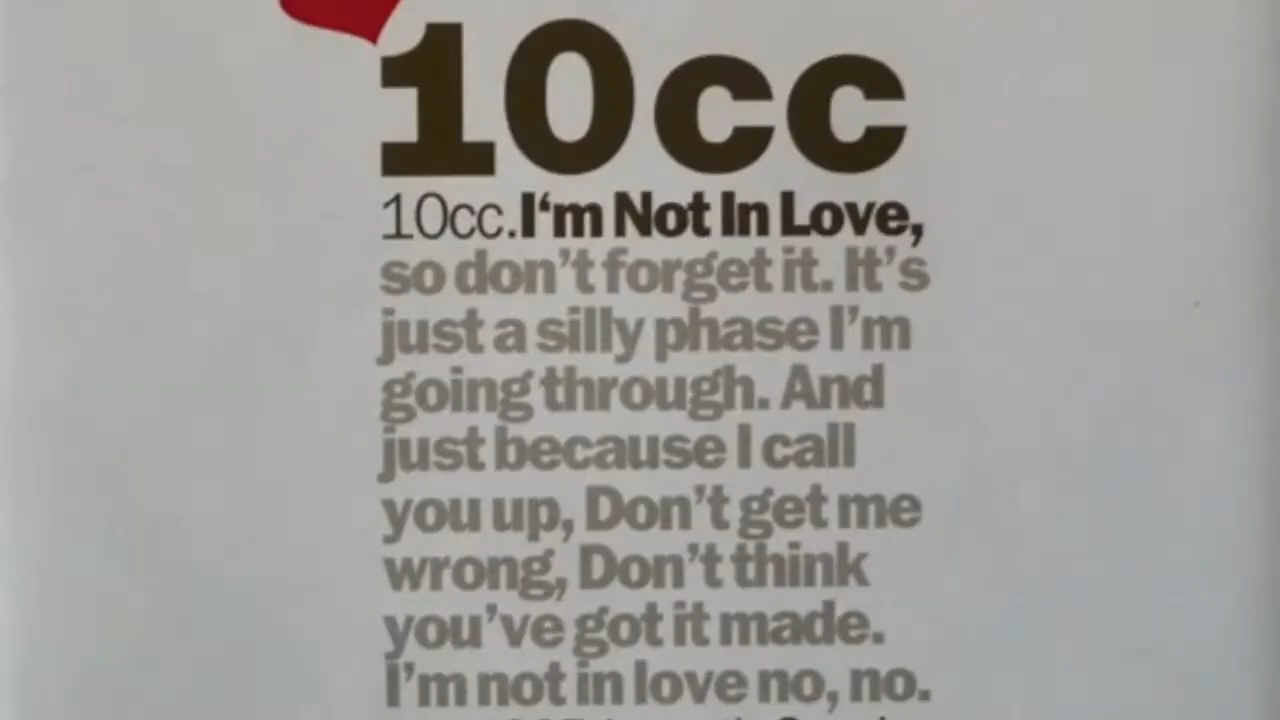 10cc
10cc.I‘m Not In Love,
so don’t forget it. It’s
just a silly phase I’m
going through. And
just because I call
you up, Don’t get me
wrong, Don’t think
you’ve got it made.
I’m not in love no, no.